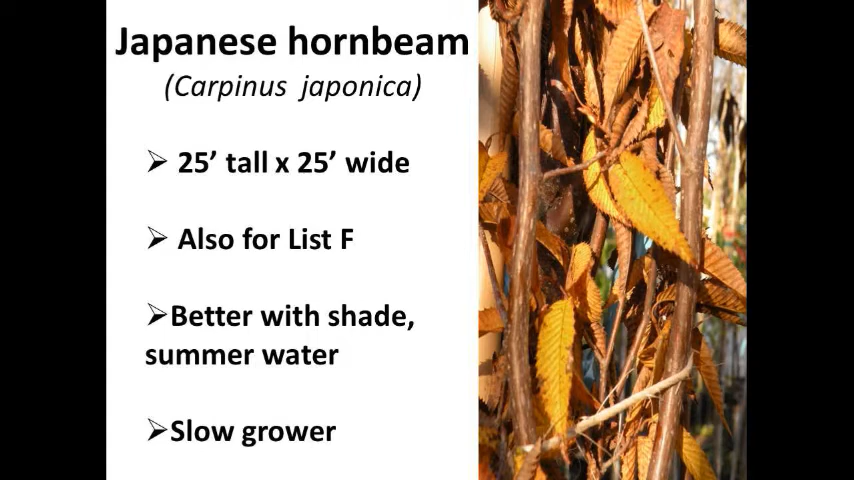 Japanese hornbeam
(Carpinus japonica)
➢ 25’ tall x 25’ wide
➢ Also for List F
➢Better with shade,
summer water
➢Slow grower